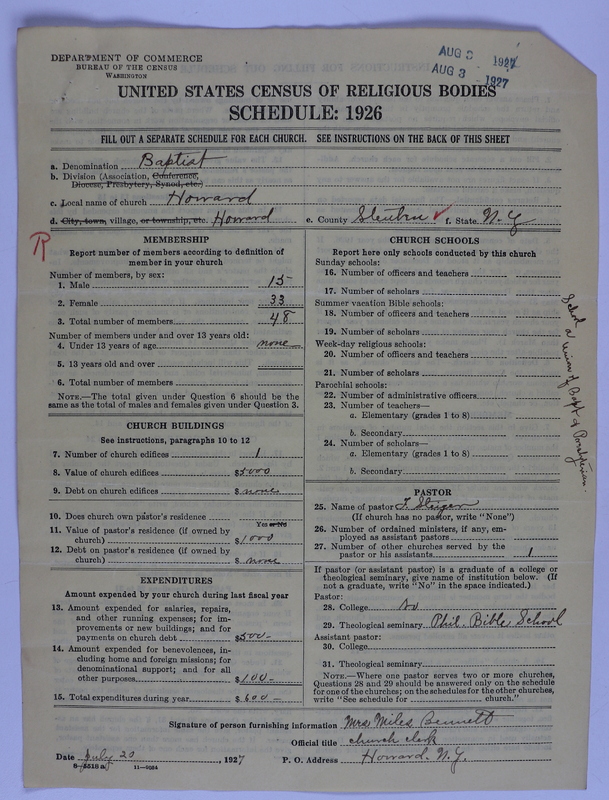 DEPARTMENT OF COMMERCE
BUREAU OF THE CENSUS
WASHINGTON
AUG 3 1927
AUG 3 - 1927
UNITED STATES CENSUS OF RELIGIOUS BODIES
SCHEDULE: 1926
FILL OUT A SEPARATE SCHEDULE FOR EACH CHURCH. SEE INSTRUCTIONS ON THE BACK OF THIS SHEET
a. Denomination Baptist
b. Division (Association, Conference, Diocese, Presbytery, Synod, etc.)
c. Local name of church Howard
d. City, town, village, or township, etc. Howard e. County Steuben f. State N.Y.
R
MEMBERSHIP
Report number of members according to definition of
member in your church
Number of members, by sex:
1. Male 15
2. Female 33
3. Total number of members 48
Number of members under and over 13 years old:
4. Under 13 years of age none
5. 13 years old and over
6. Total number of members
NOTE.—The total given under Question 6 should be
same as the total of males and females given under Question 3.
CHURCH BUILDINGS
See instructions, paragraphs 10 to 12
7. Number of church edifices 1
8. Value of church edifices $5000
9. Debt on church edifices $ none
10. Does church own pastor's residence
Yes or No
11. Value of pastor's residence (if owned by
church) $1000
12. Debt on pastor's residence (if owned by
church) $ none
EXPENDITURES
Amount expended by your church during last fiscal year
13. Amount expended for salaries, repairs,
and other running expenses; for im-
provements or new buildings; and for
payments on church debt $500-
14. Amount expended for benevolences, in-
cluding home and foreign missions; for
denominational support; and for all
other purposes $100-
15. Total expenditures during year $600-
CHURCH SCHOOLS
Report here only schools conducted by this church
Sunday schools:
16. Number of officers and teachers
17. Number of scholars
Summer vacation Bible schools:
18. Number of officers and teachers
19. Number of scholars
Week-day religious schools:
20. Number of officers and teachers
21. Number of scholars
Parochial schools:
22. Number of administrative officers
23. Number of teachers—
a. Elementary (grades 1 to 8)
b. Secondary
24. Number of scholars—
a. Elementary (grades 1 to 8)
b. Secondary
School a union of Bapt. & Presbyterian.
PASTOR
25. Name of pastor
(If church has no pastor, write "None")
26. Number of ordained ministers, if any, em-
ployed as assistant pastors
27. Number of other churches served by the
pastor or his assistants 1
If pastor (or assistant pastor) is a graduate of a college or
theological seminary, give name of institution below. (If
not a graduate, write "No" in the space indicated.)
Pastor:
28. College No
29. Theological seminary Phil. Bible School
Assistant pastor:
30. College
31. Theological seminary
NOTE.—Where one pastor serves two or more churches,
Questions 28 and 29 should be answered only on the schedule
for one of the churches; on the schedules for the other churches,
write "See schedule for church."
Signature of person furnishing information Mrs Miles Bennett
Official title church clerk
Date July 20, 1927 P. O. Address Howard. N.Y.
8-5518a 11-9054